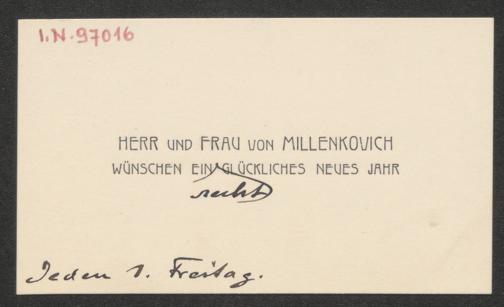 I.N. 97016
HERR UND FRAU VON MILLENKOVICH
WÜNSCHEN EIN GLÜCKLICHES NEUES JAHR
recht
Jeden 1. Freitag.